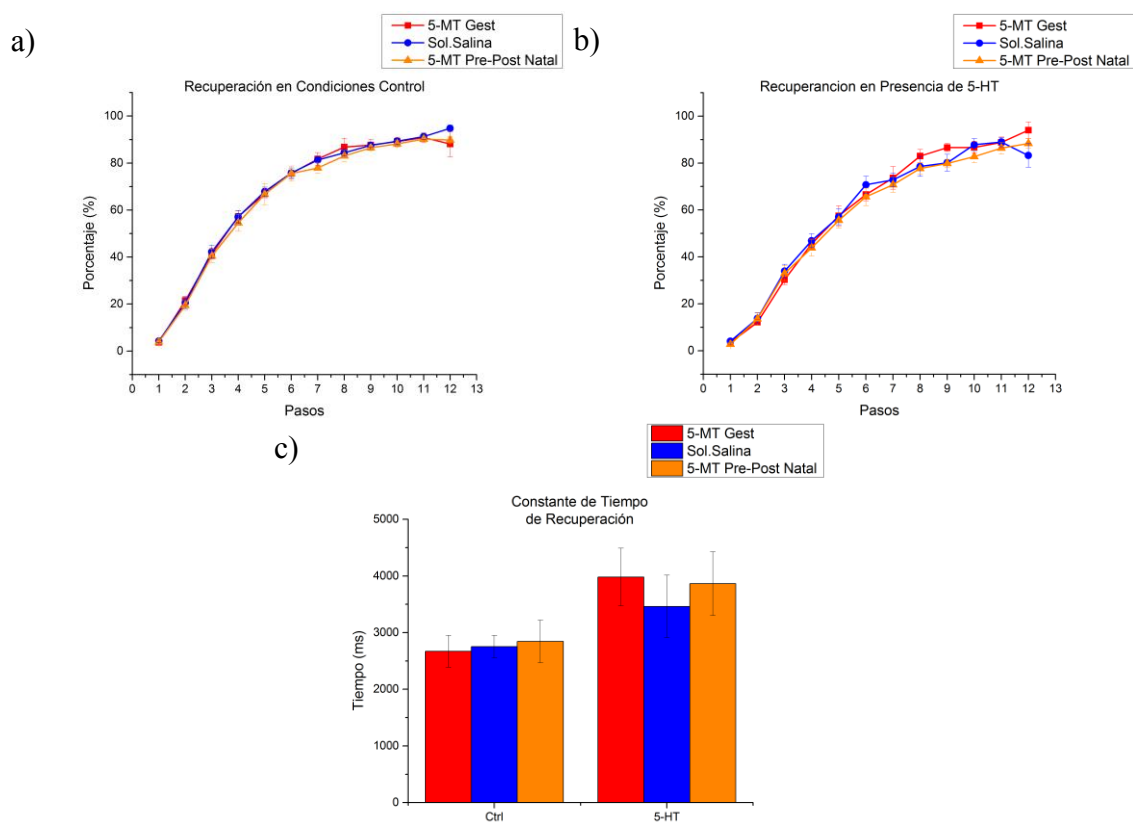 a)
5-MT Gest
Sol.Salina
5-MT Pre-Post Natal
Recuperación en Condiciones Control
Porcentaje (%)
100
80
60
40
20
0
0 1 2 3 4 5 6 7 8 9 10 11 12 13
Pasos
b)
5-MT Gest
Sol.Salina
5-MT Pre-Post Natal
Recuperancion en Presencia de 5-HT
Porcentaje (%)
100
80
60
40
20
0
0 1 2 3 4 5 6 7 8 9 10 11 12 13
Pasos
c)
5-MT Gest
Sol.Salina
5-MT Pre-Post Natal
Constante de Tiempo
de Recuperación
Tiempo (ms)
5000
4000
3000
2000
1000
0
Ctrl 5-HT